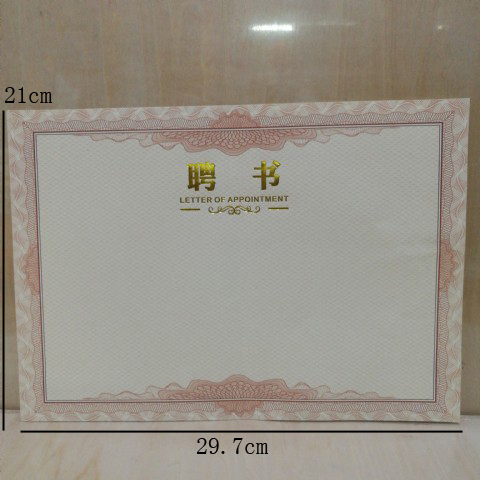 21cm
聘 书
LETTER OF APPOINTMENT
29.7cm